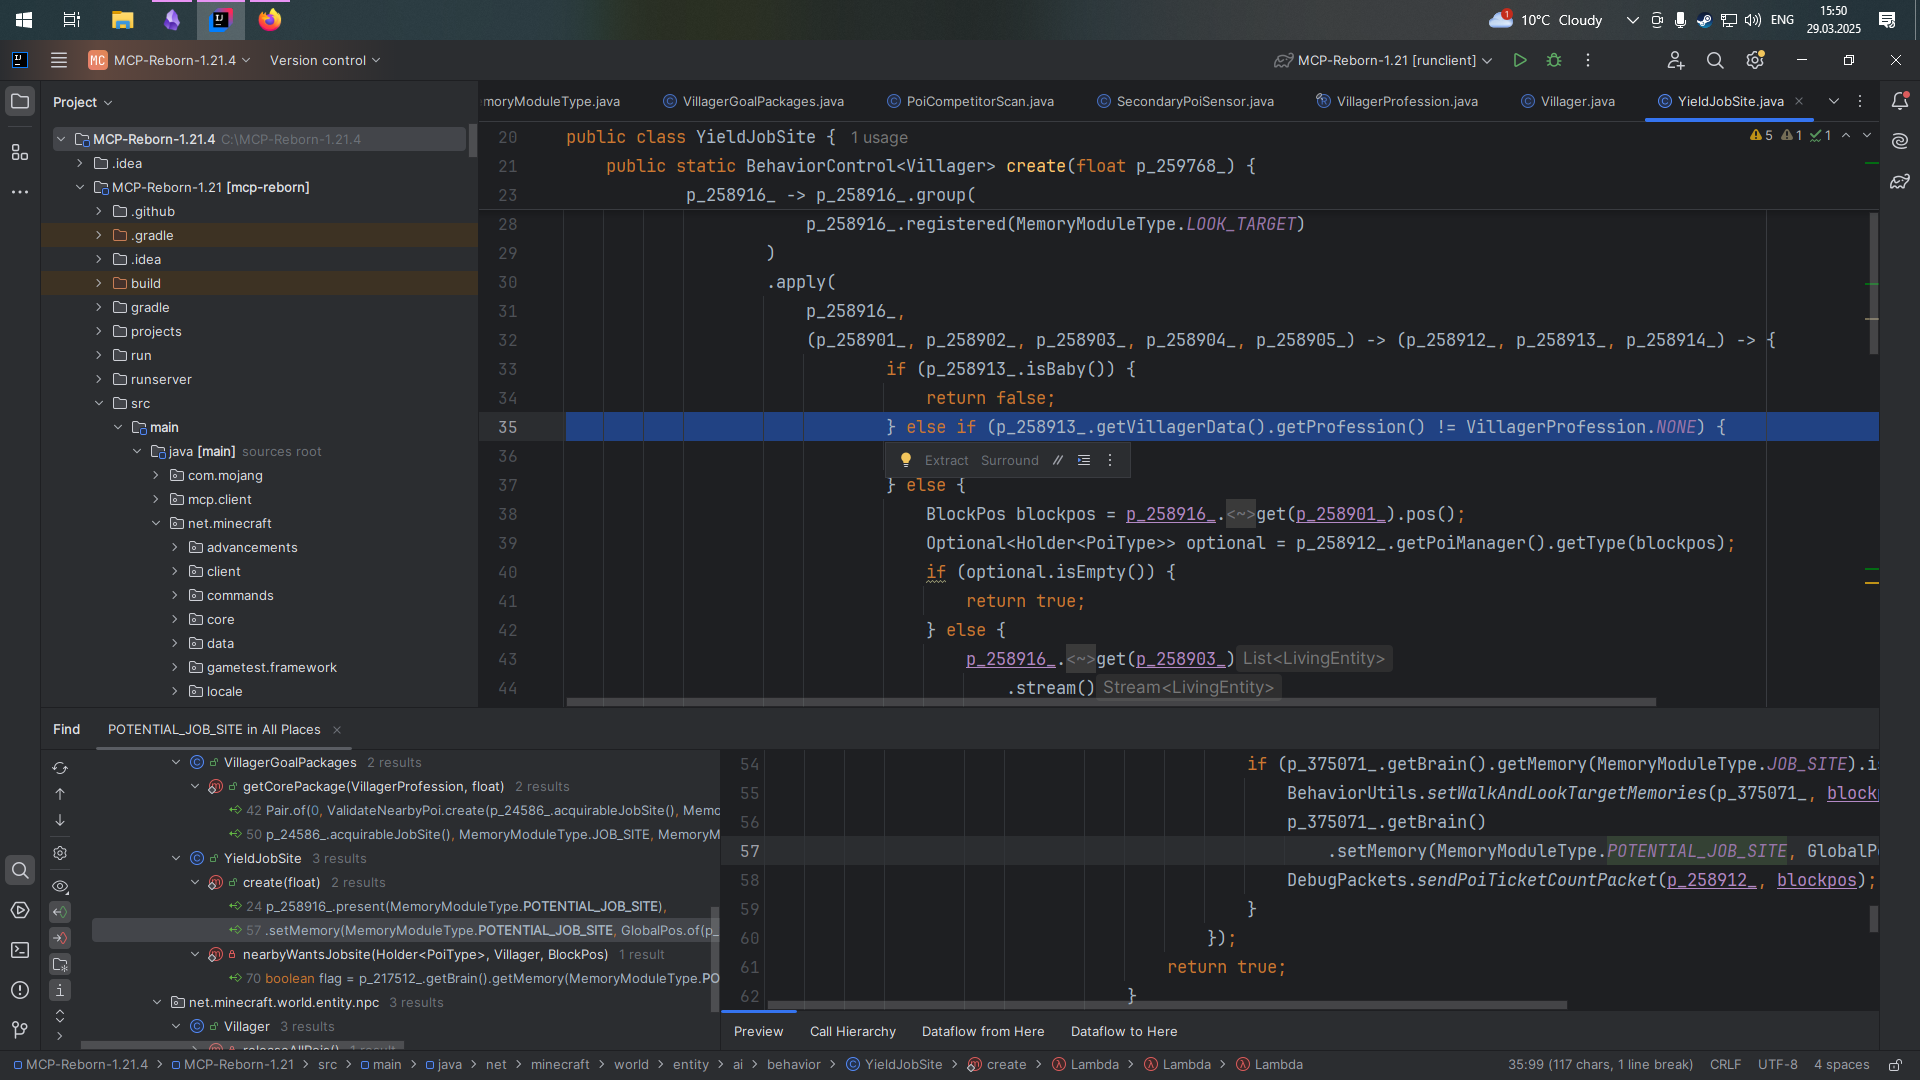 1
10°C Cloudy
ENG
15:50
29.03.2025
MC MCP-Reborn-1.21.4
Version control
MCP-Reborn-1.21 [runclient]
Project
moryModuleType.java
VillagerGoalPackages.java
PoiCompetitorScan.java
SecondaryPoiSensor.java
VillagerProfession.java
Villager.java
YieldJobSite.java
MCP-Reborn-1.21.4 C:\MCP-Reborn-1.21.4
.idea
MCP-Reborn-1.21 [mcp-reborn]
.github
.gradle
.idea
build
gradle
projects
run
runserver
src
main
java [main] sources root
com.mojang
mcp.client
net.minecraft
advancements
client
commands
core
data
gametest.framework
locale
5 1 1
20 public class YieldJobSite { 1 usage
21 public static BehaviorControl<Villager> create(float p_259768_) {
23 p_258916_ -> p_258916_.group(
28 p_258916_.registered(MemoryModuleType.LOOK_TARGET)
29 )
30 .apply(
31 p_258916_,
32 (p_258901_, p_258902_, p_258903_, p_258904_, p_258905_) -> (p_258912_, p_258913_, p_258914_) -> {
33 if (p_258913_.isBaby()) {
34 return false;
35 } else if (p_258913_.getVillagerData().getProfession() != VillagerProfession.NONE) {
36 Extract Surround
37 } else {
38 BlockPos blockpos = p_258916_.<~>get(p_258901_).pos();
39 Optional<Holder<PoiType>> optional = p_258912_.getPoiManager().getType(blockpos);
40 if (optional.isEmpty()) {
41 return true;
42 } else {
43 p_258916_.<~>get(p_258903_) List<LivingEntity>
44 .stream() Stream<LivingEntity>
Find
POTENTIAL_JOB_SITE in All Places
VillagerGoalPackages 2 results
getCorePackage(VillagerProfession, float) 2 results
42 Pair.of(0, ValidateNearbyPoi.create(p_24586_.acquirableJobSite(), Memo
50 p_24586_.acquirableJobSite(), MemoryModuleType.JOB_SITE, MemoryM
YieldJobSite 3 results
create(float) 2 results
24 p_258916_.present(MemoryModuleType.POTENTIAL_JOB_SITE),
57 .setMemory(MemoryModuleType.POTENTIAL_JOB_SITE, GlobalPos.of(p_
nearbyWantsJobsite(Holder<PoiType>, Villager, BlockPos) 1 result
70 boolean flag = p_217512_.getBrain().getMemory(MemoryModuleType.PO
net.minecraft.world.entity.npc 3 results
Villager 3 results
releaseAllPois() 1 result
54 if (p_375071_.getBrain().getMemory(MemoryModuleType.JOB_SITE).is
55 BehaviorUtils.setWalkAndLookTargetMemories(p_375071_, blockp
56 p_375071_.getBrain()
57 .setMemory(MemoryModuleType.POTENTIAL_JOB_SITE, GlobalPo
58 DebugPackets.sendPoiTicketCountPacket(p_258912_, blockpos);
59 }
60 });
61 return true;
62 }
Preview
Call Hierarchy
Dataflow from Here
Dataflow to Here
MCP-Reborn-1.21.4 > MCP-Reborn-1.21 > src > main > java > net > minecraft > world > entity > ai > behavior > YieldJobSite > create > Lambda > Lambda > Lambda
35:99 (117 chars, 1 line break)
CRLF
UTF-8
4 spaces